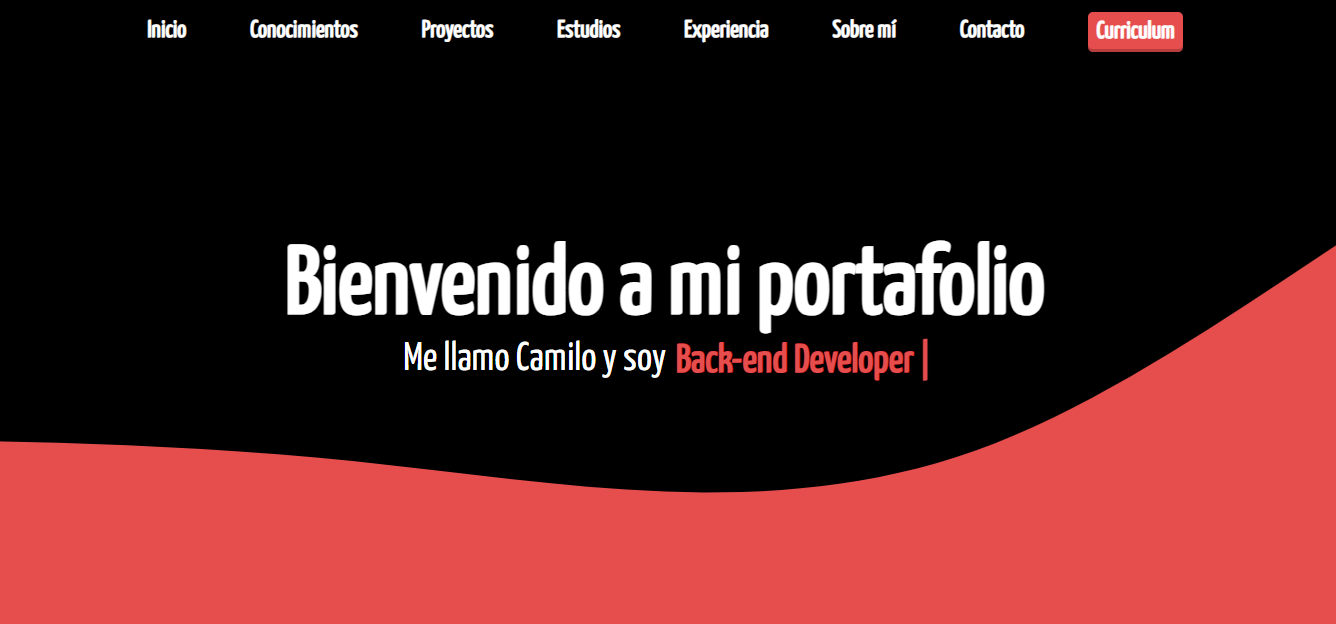 Inicio Conocimientos Proyectos Estudios Experiencia Sobre mí Contacto Curriculum
Bienvenido a mi portafolio
Me llamo Camilo y soy Back-end Developer |